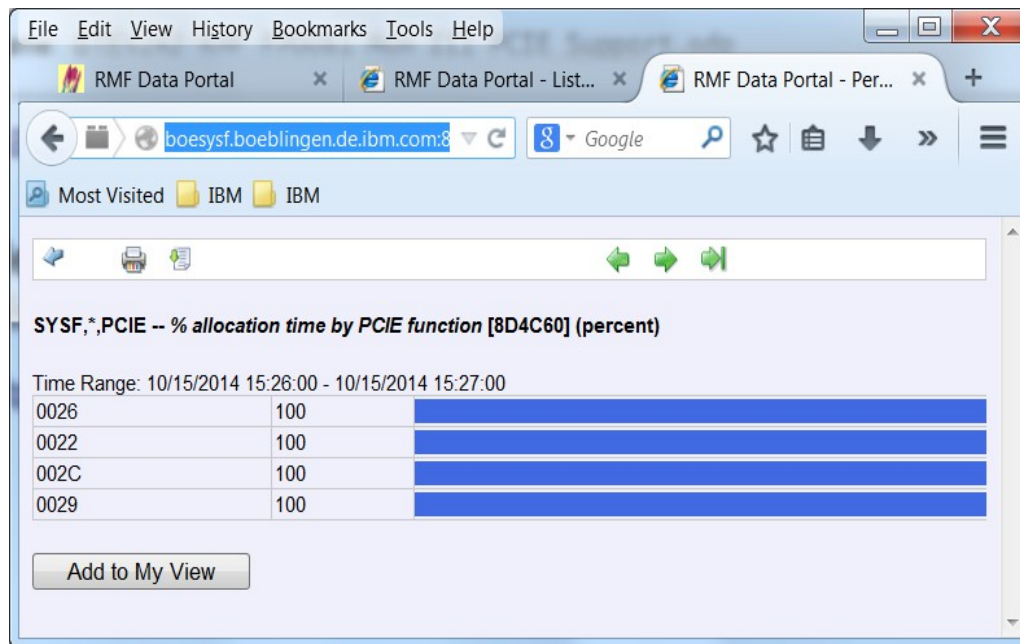 File Edit View History Bookmarks Tools Help
RMF Data Portal
RMF Data Portal - List...
RMF Data Portal - Per...
boesysf.boeblingen.de.ibm.com:8
8 Google
Most Visited IBM IBM
SYSF,*,PCIE -- % allocation time by PCIE function [8D4C60] (percent)
Time Range: 10/15/2014 15:26:00 - 10/15/2014 15:27:00
0026 100
0022 100
002C 100
0029 100
Add to My View